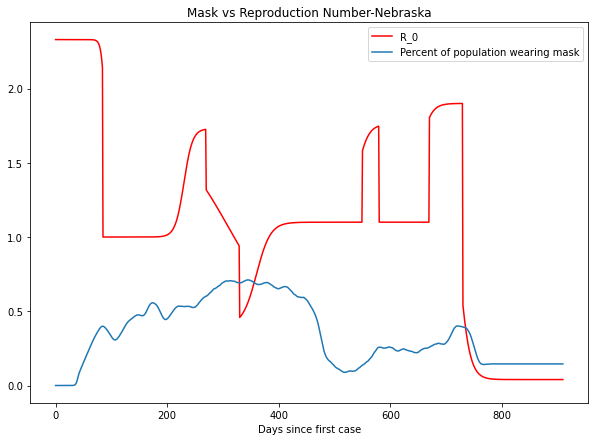 Mask vs Reproduction Number-Nebraska
R_0
Percent of population wearing mask
2.0
1.5
1.0
0.5
0.0
0 200 400 600 800
Days since first case